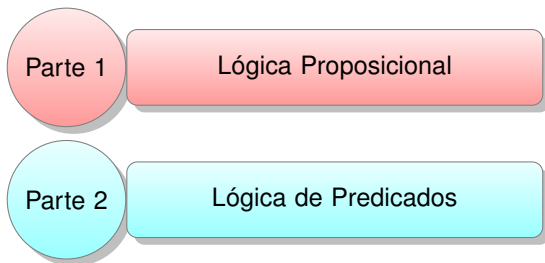 Parte 1
Lógica Proposicional
Parte 2
Lógica de Predicados